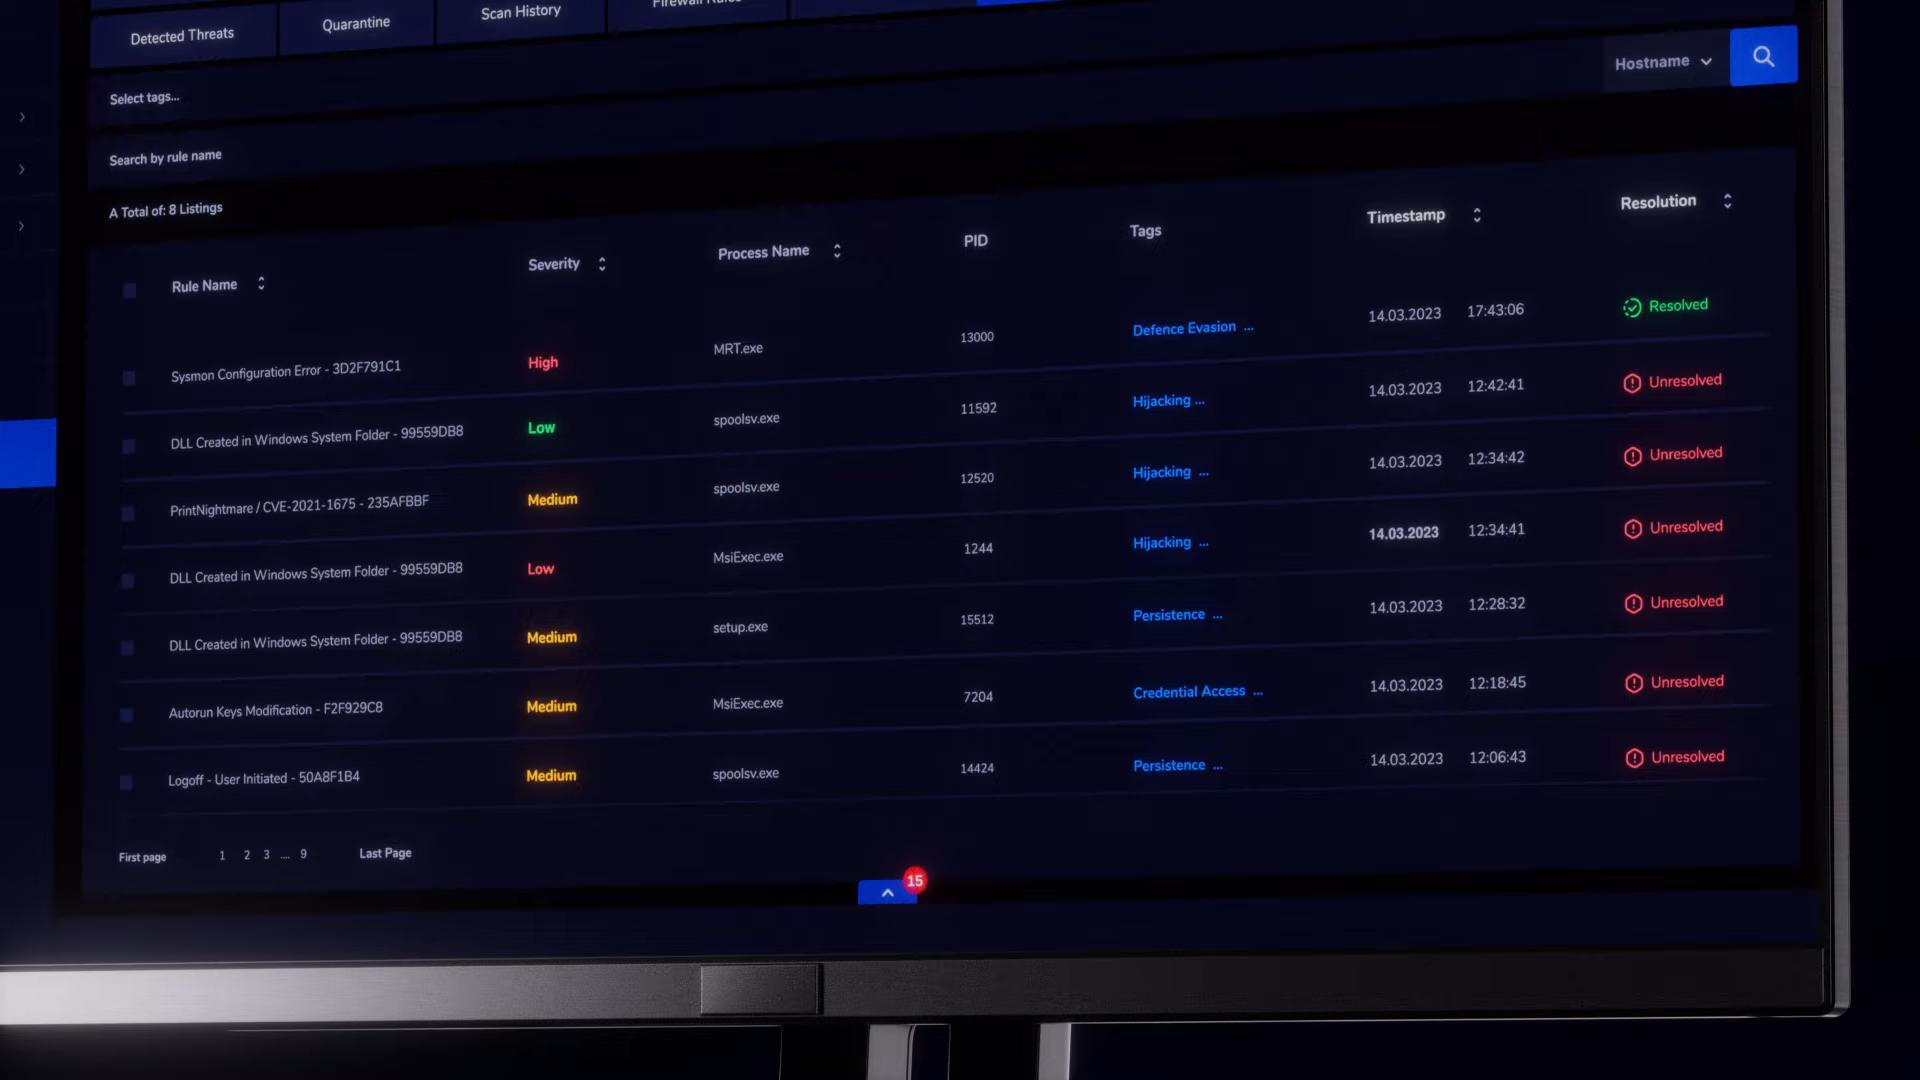 Detected Threats Quarantine Scan History
Select tags... Hostname
Search by rule name
A Total of: 8 Listings
Rule Name Severity Process Name PID Tags Timestamp Resolution
Sysmon Configuration Error - 3D2F791C1 High MRT.exe 13000 Defence Evasion ... 14.03.2023 17:43:06 Resolved
DLL Created in Windows System Folder - 99559DB8 Low spoolsv.exe 11592 Hijacking ... 14.03.2023 12:42:41 Unresolved
PrintNightmare / CVE-2021-1675 - 235AFBBF Medium spoolsv.exe 12520 Hijacking ... 14.03.2023 12:34:42 Unresolved
DLL Created in Windows System Folder - 99559DB8 Low MsiExec.exe 1244 Hijacking ... 14.03.2023 12:34:41 Unresolved
DLL Created in Windows System Folder - 99559DB8 Medium setup.exe 15512 Persistence ... 14.03.2023 12:28:32 Unresolved
Autorun Keys Modification - F2F929C8 Medium MsiExec.exe 7204 Credential Access ... 14.03.2023 12:18:45 Unresolved
Logoff - User Initiated - 50A8F1B4 Medium spoolsv.exe 14424 Persistence ... 14.03.2023 12:06:43 Unresolved
First page 1 2 3 .... 9 Last Page
15